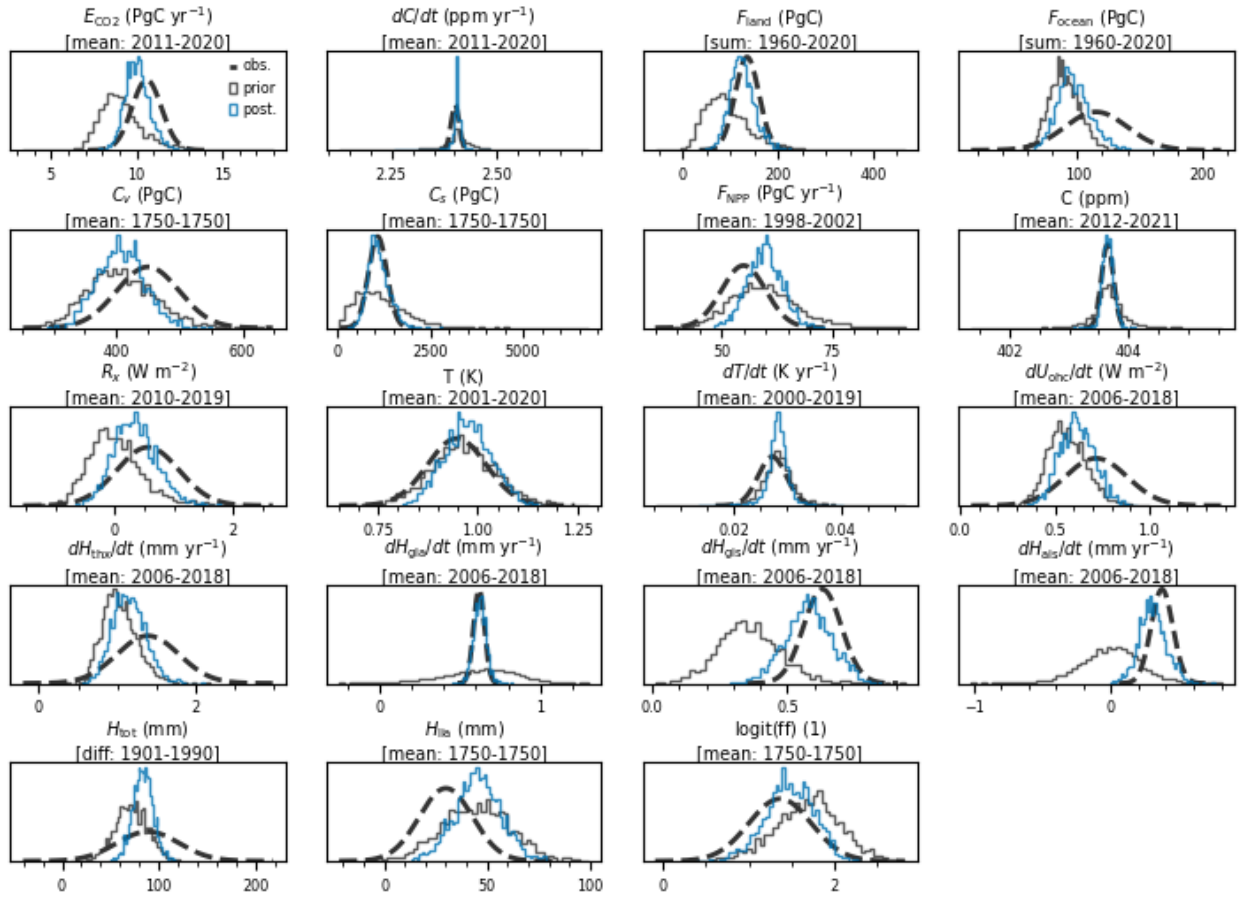 E_CO2 (PgC yr⁻¹)
[mean: 2011-2020]
obs.
prior
post.
5 10 15
dC/dt (ppm yr⁻¹)
[mean: 2011-2020]
2.25 2.50
F_land (PgC)
[sum: 1960-2020]
0 200 400
F_ocean (PgC)
[sum: 1960-2020]
100 200
C_v (PgC)
[mean: 1750-1750]
400 600
C_s (PgC)
[mean: 1750-1750]
0 2500 5000
F_NPP (PgC yr⁻¹)
[mean: 1998-2002]
50 75
C (ppm)
[mean: 2012-2021]
402 404
R_x (W m⁻²)
[mean: 2010-2019]
0 2
T (K)
[mean: 2001-2020]
0.75 1.00 1.25
dT/dt (K yr⁻¹)
[mean: 2000-2019]
0.02 0.04
dU_ohc/dt (W m⁻²)
[mean: 2006-2018]
0.0 0.5 1.0
dH_thx/dt (mm yr⁻¹)
[mean: 2006-2018]
0 2
dH_gla/dt (mm yr⁻¹)
[mean: 2006-2018]
0 1
dH_gis/dt (mm yr⁻¹)
[mean: 2006-2018]
0.0 0.5
dH_ais/dt (mm yr⁻¹)
[mean: 2006-2018]
−1 0
H_tot (mm)
[diff: 1901-1990]
0 100 200
H_lia (mm)
[mean: 1750-1750]
0 50 100
logit(ff) (1)
[mean: 1750-1750]
0 2